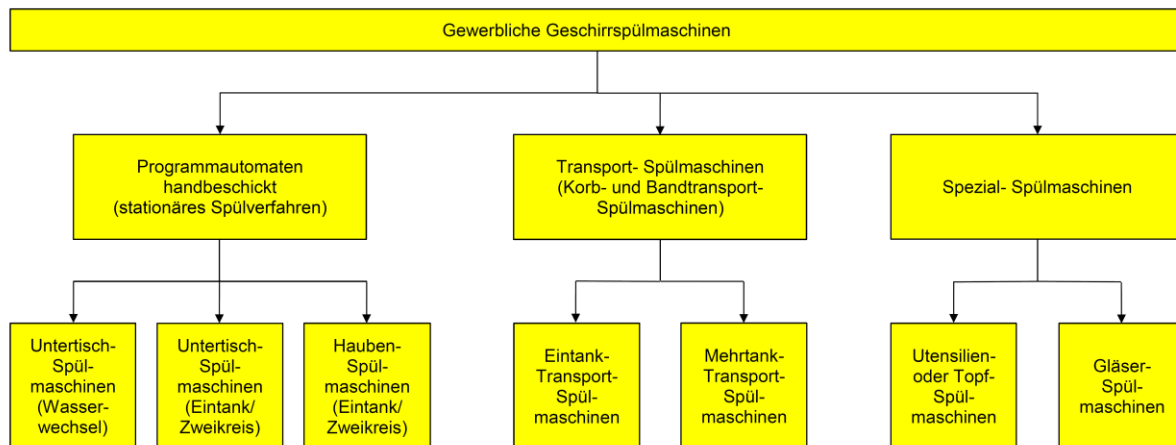 Gewerbliche Geschirrspülmaschinen
Programmautomaten
handbeschickt
(stationäres Spülverfahren)
Transport- Spülmaschinen
(Korb- und Bandtransport-
Spülmaschinen)
Spezial- Spülmaschinen
Untertisch-
Spül-
maschinen
(Wasser-
wechsel)
Untertisch-
Spül-
maschinen
(Eintank/
Zweikreis)
Hauben-
Spül-
maschinen
(Eintank/
Zweikreis)
Eintank-
Transport-
Spül-
maschinen
Mehrtank-
Transport-
Spül-
maschinen
Utensilien-
oder Topf-
Spül-
maschinen
Gläser-
Spül-
maschinen